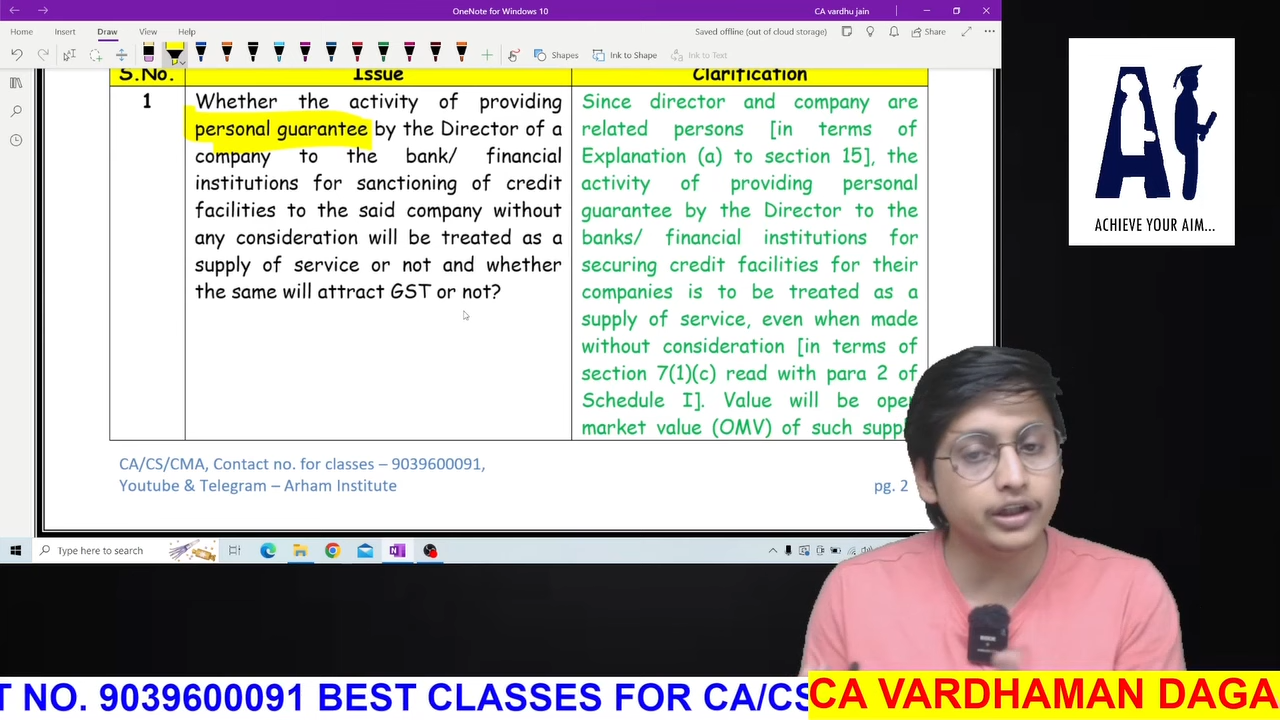 OneNote for Windows 10
CA vardhu jain
Home Insert Draw View Help
Saved offline (out of cloud storage)
Share
Shapes
Ink to Shape
Ink to Text
S.No. Issue Clarification
1
Whether the activity of providing
personal guarantee by the Director of a
company to the bank/ financial
institutions for sanctioning of credit
facilities to the said company without
any consideration will be treated as a
supply of service or not and whether
the same will attract GST or not?
Since director and company are
related persons [in terms of
Explanation (a) to section 15], the
activity of providing personal
guarantee by the Director to the
banks/ financial institutions for
securing credit facilities for their
companies is to be treated as a
supply of service, even when made
without consideration [in terms of
section 7(1)(c) read with para 2 of
Schedule I]. Value will be open
market value (OMV) of such supp
CA/CS/CMA, Contact no. for classes – 9039600091,
Youtube & Telegram – Arham Institute
pg. 2
Type here to search
AI
ACHIEVE YOUR AIM...
T NO. 9039600091 BEST CLASSES FOR CA/CS
CA VARDHAMAN DAGA